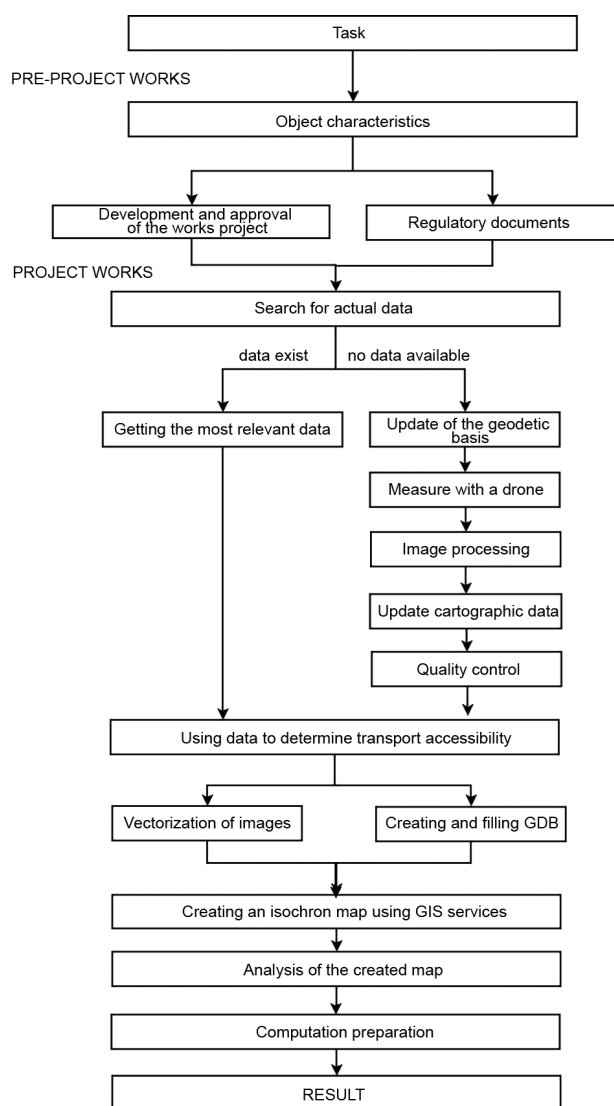 Task
PRE-PROJECT WORKS
Object characteristics
Development and approval
of the works project
Regulatory documents
PROJECT WORKS
Search for actual data
data exist
no data available
Getting the most relevant data
Update of the geodetic
basis
Measure with a drone
Image processing
Update cartographic data
Quality control
Using data to determine transport accessibility
Vectorization of images
Creating and filling GDB
Creating an isochron map using GIS services
Analysis of the created map
Computation preparation
RESULT